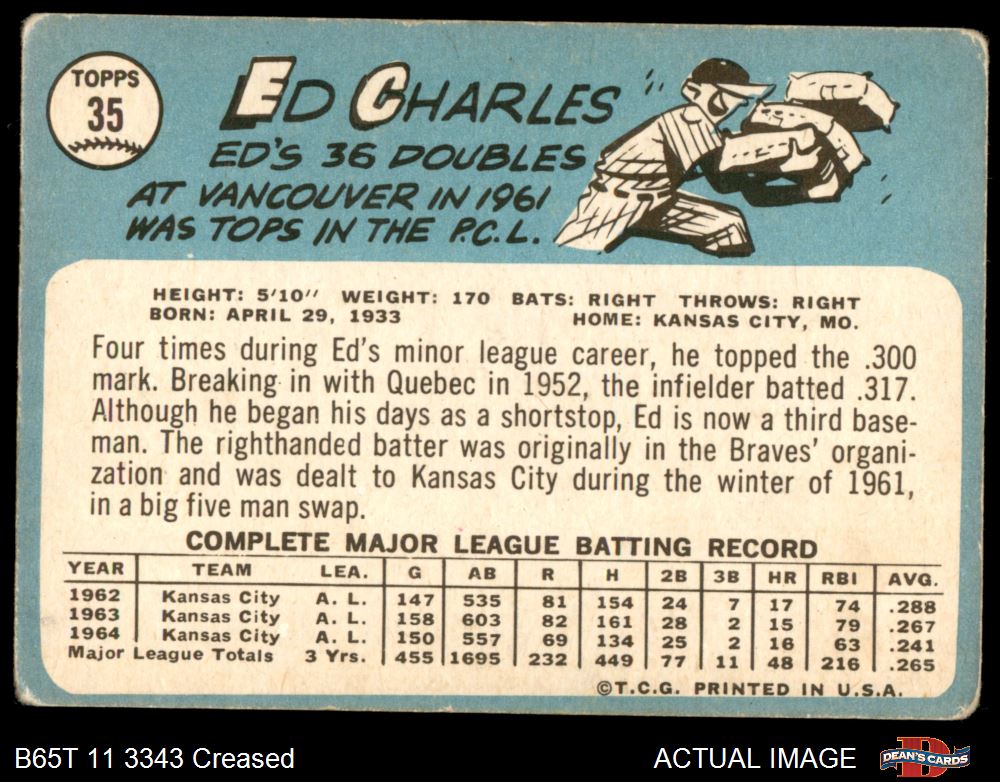 TOPPS
35
ED CHARLES
ED'S 36 DOUBLES
AT VANCOUVER IN 1961
WAS TOPS IN THE P.C.L.
HEIGHT: 5'10" WEIGHT: 170 BATS: RIGHT THROWS: RIGHT
BORN: APRIL 29, 1933 HOME: KANSAS CITY, MO.
Four times during Ed's minor league career, he topped the .300
mark. Breaking in with Quebec in 1952, the infielder batted .317.
Although he began his days as a shortstop, Ed is now a third base-
man. The righthanded batter was originally in the Braves' organi-
zation and was dealt to Kansas City during the winter of 1961,
in a big five man swap.
COMPLETE MAJOR LEAGUE BATTING RECORD
YEAR TEAM LEA. G AB R H 2B 3B HR RBI AVG.
1962 Kansas City A. L. 147 535 81 154 24 7 17 74 .288
1963 Kansas City A. L. 158 603 82 161 28 2 15 79 .267
1964 Kansas City A. L. 150 557 69 134 25 2 16 63 .241
Major League Totals 3 Yrs. 455 1695 232 449 77 11 48 216 .265
©T.C.G. PRINTED IN U.S.A.
B65T 11 3343 Creased ACTUAL IMAGE DEAN'S CARDS